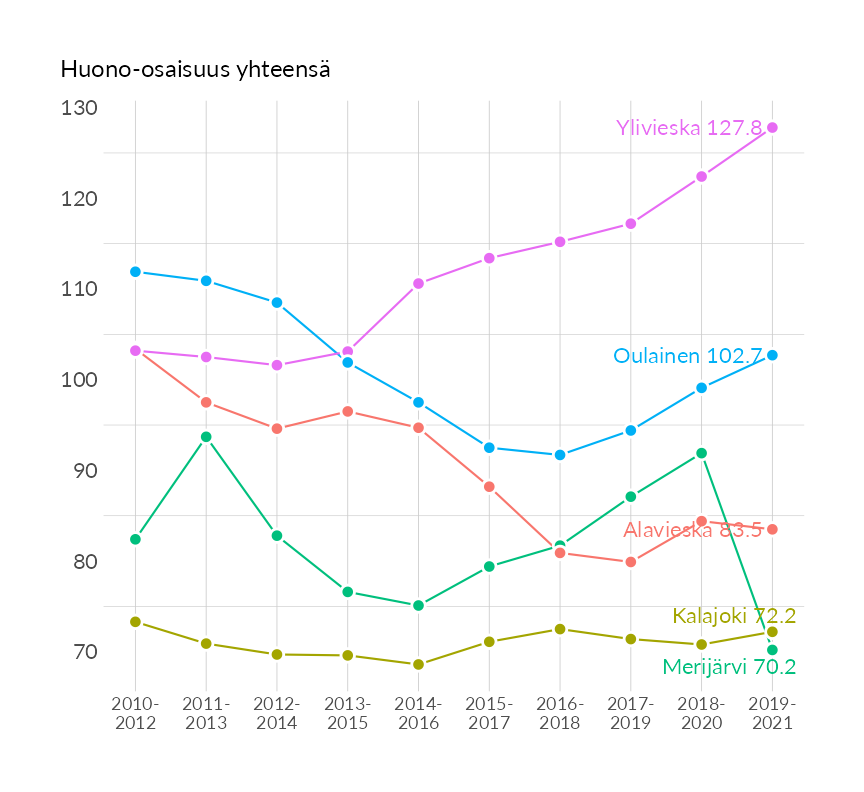 Huono-osaisuus yhteensä
130
120
110
100
90
80
70
Ylivieska 127.8
Oulainen 102.7
Alavieska 83.5
Kalajoki 72.2
Merijärvi 70.2
2010- 2011- 2012- 2013- 2014- 2015- 2016- 2017- 2018- 2019-
2012 2013 2014 2015 2016 2017 2018 2019 2020 2021